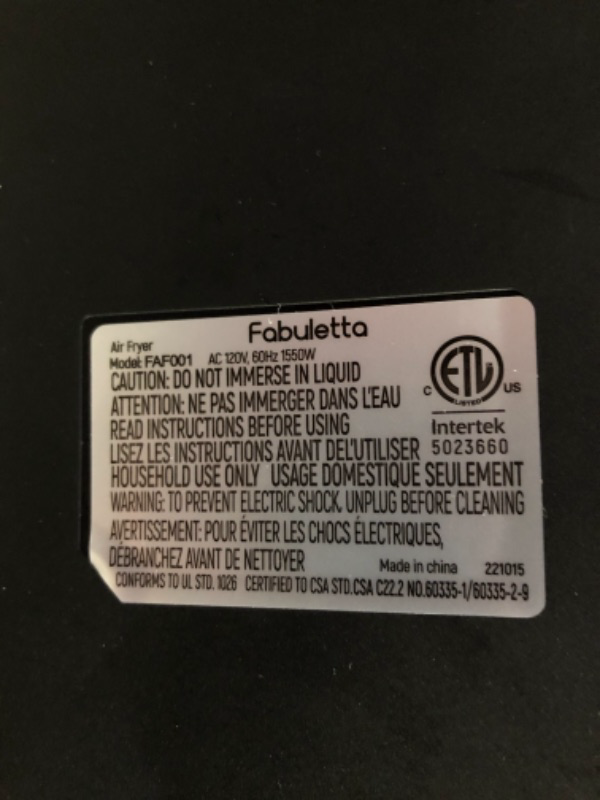 Fabuletta
Air Fryer
Model: FAF001 AC 120V, 60Hz 1550W
CAUTION: DO NOT IMMERSE IN LIQUID
ATTENTION: NE PAS IMMERGER DANS L'EAU
READ INSTRUCTIONS BEFORE USING
LISEZ LES INSTRUCTIONS AVANT DEL'UTILISER
C ETL US
LISTED
Intertek
5023660
HOUSEHOLD USE ONLY USAGE DOMESTIQUE SEULEMENT
WARNING: TO PREVENT ELECTRIC SHOCK. UNPLUG BEFORE CLEANING
AVERTISSEMENT: POUR ÉVITER LES CHOCS ÉLECTRIQUES,
DÉBRANCHEZ AVANT DE NETTOYER
Made in china 221015
CONFORMS TO UL STD. 1026 CERTIFIED TO CSA STD.CSA C22.2 NO.60335-1/60335-2-9